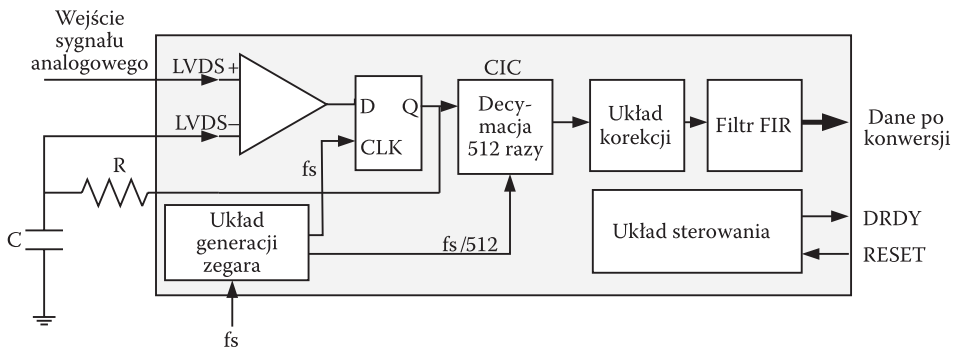 Wejście
sygnału
analogowego
LVDS+
LVDS–
R
C
D
Q
CLK
fs
CIC
Decy-
macja
512 razy
Układ
korekcji
Filtr FIR
Dane po
konwersji
Układ
generacji
zegara
fs/512
Układ sterowania
DRDY
RESET
fs